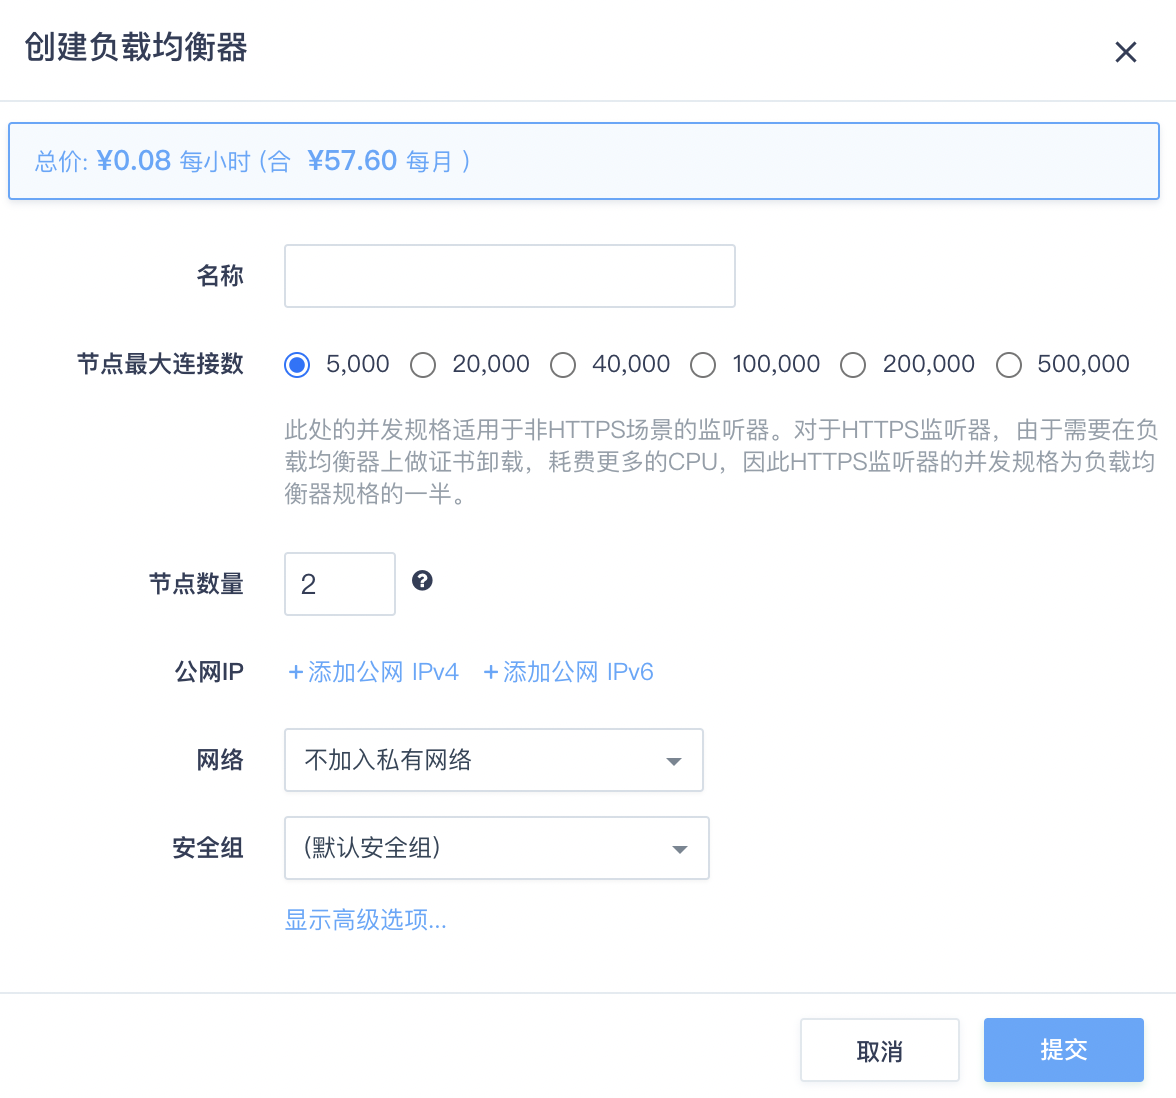 创建负载均衡器
总价: ¥0.08 每小时 (合 ¥57.60 每月 )
名称
节点最大连接数 5,000 20,000 40,000 100,000 200,000 500,000
此处的并发规格适用于非HTTPS场景的监听器。对于HTTPS监听器，由于需要在负
载均衡器上做证书卸载，耗费更多的CPU，因此HTTPS监听器的并发规格为负载均
衡器规格的一半。
节点数量 2 ?
公网IP +添加公网 IPv4 +添加公网 IPv6
网络 不加入私有网络
安全组 (默认安全组)
显示高级选项...
取消 提交